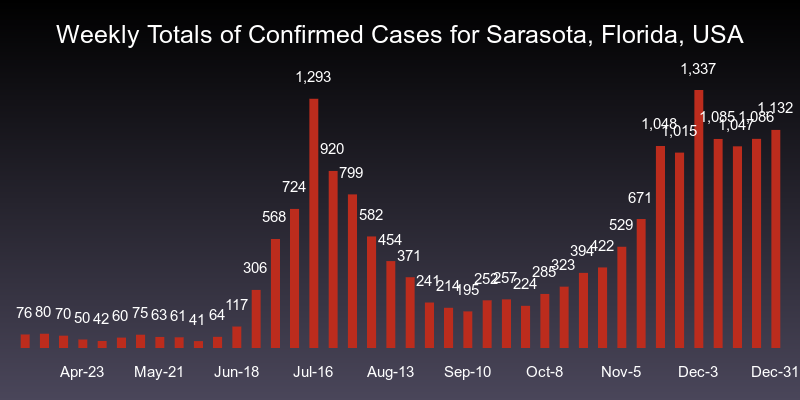 Weekly Totals of Confirmed Cases for Sarasota, Florida, USA
76 80 70 50 42 60 75 63 61 41 64 117 306 568 724 1,293 920 799 582 454 371 241 214 195 252 257 224 285 323 394 422 529 671 1,048 1,015 1,337 1,085 1,047 1,086 1,132
Apr-23 May-21 Jun-18 Jul-16 Aug-13 Sep-10 Oct-8 Nov-5 Dec-3 Dec-31